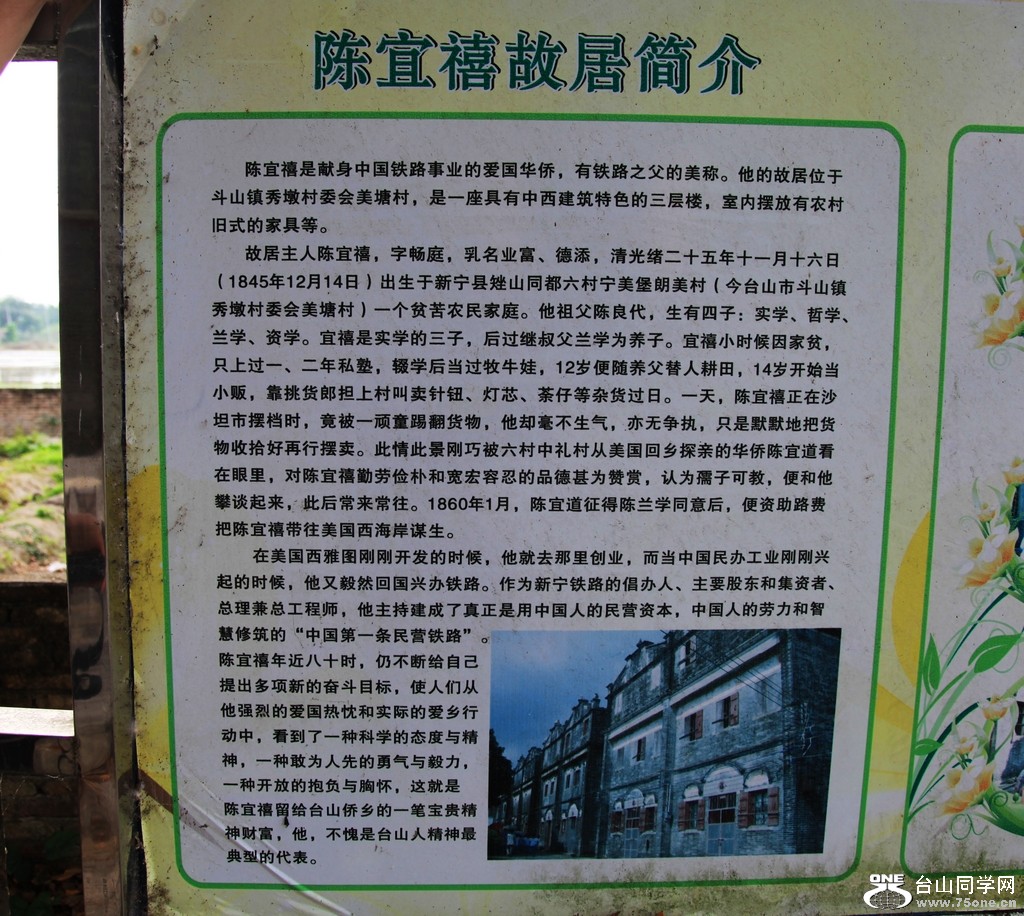 陈宜禧故居简介
陈宜禧是献身中国铁路事业的爱国华侨，有铁路之父的美称。他的故居位于
斗山镇秀墩村委会美塘村，是一座具有中西建筑特色的三层楼，室内摆放有农村
旧式的家具等。
故居主人陈宜禧，字畅庭，乳名业富、德添，清光绪二十五年十一月十六日
（1845年12月14日）出生于新宁县矬山同都六村宁美堡朗美村（今台山市斗山镇
秀墩村委会美塘村）一个贫苦农民家庭。他祖父陈良代，生有四子：实学、哲学、
兰学、资学。宜禧是实学的三子，后过继叔父兰学为养子。宜禧小时候因家贫，
只上过一、二年私塾，辍学后当过牧牛娃，12岁便随养父替人耕田，14岁开始当
小贩，靠挑货郎担上村叫卖针钮、灯芯、茶仔等杂货过日。一天，陈宜禧正在沙
坦市摆档时，竟被一顽童踢翻货物，他却毫不生气，亦无争执，只是默默地把货
物收拾好再行摆卖。此情此景刚巧被六村中礼村从美国回乡探亲的华侨陈宜道看
在眼里，对陈宜禧勤劳俭朴和宽宏容忍的品德甚为赞赏，认为孺子可教，便和他
攀谈起来，此后常来常往。1860年1月，陈宜道征得陈兰学同意后，便资助路费
把陈宜禧带往美国西海岸谋生。
在美国西雅图刚刚开发的时候，他就去那里创业，而当中国民办工业刚刚兴
起的时候，他又毅然回国兴办铁路。作为新宁铁路的倡办人、主要股东和集资者、
总理兼总工程师，他主持建成了真正是用中国人的民营资本，中国人的劳力和智
慧修筑的“中国第一条民营铁路”。
陈宜禧年近八十时，仍不断给自己
提出多项新的奋斗目标，使人们从
他强烈的爱国热忱和实际的爱乡行
动中，看到了一种科学的态度与精
神，一种敢为人先的勇气与毅力，
一种开放的抱负与胸怀，这就是
陈宜禧留给台山侨乡的一笔宝贵精
神财富，他，不愧是台山人精神最
典型的代表。
ONE 台山同学网
www.75one.cn